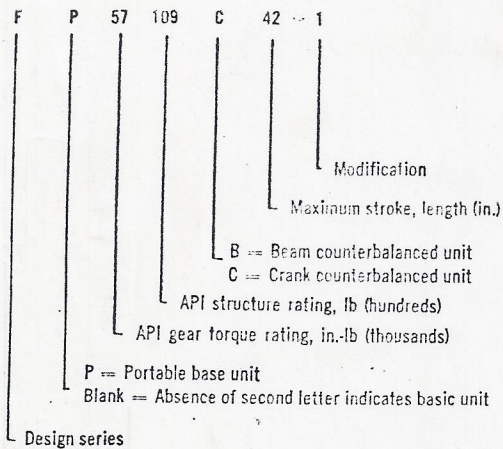 F P 57 109 C 42 - 1
Modification
Maximum stroke, length (in.)
B = Beam counterbalanced unit
C = Crank counterbalanced unit
API structure rating, lb (hundreds)
API gear torque rating, in.-lb (thousands)
P = Portable base unit
Blank = Absence of second letter indicates basic unit
Design series